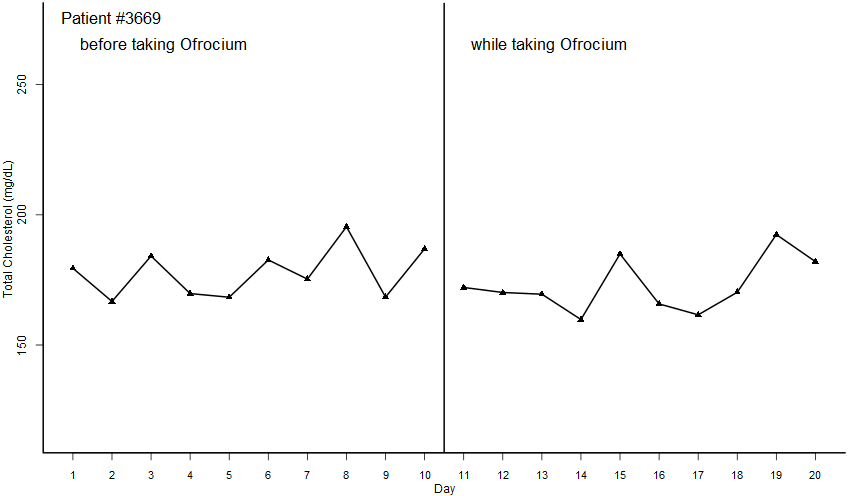 Patient #3669
before taking Ofrocium
while taking Ofrocium
250
200
150
Total Cholesterol (mg/dL)
1 2 3 4 5 6 7 8 9 10 11 12 13 14 15 16 17 18 19 20
Day